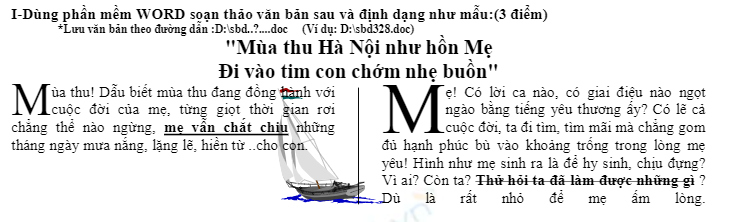 I-Dùng phần mềm WORD soạn thảo văn bản sau và định dạng như mẫu:(3 điểm)
*Lưu văn bản theo đường dẫn :D:\sbd..?....doc (Ví dụ: D:\sbd328.doc)
"Mùa thu Hà Nội như hồn Mẹ
Đi vào tim con chớm nhẹ buồn"
Mùa thu! Dẫu biết mùa thu đang đồng hành với
cuộc đời của mẹ, từng giọt thời gian rơi
chẳng thể nào ngừng, mẹ vẫn chắt chiu những
tháng ngày mưa nắng, lặng lẽ, hiền từ ..cho con.
Mẹ! Có lời ca nào, có giai điệu nào ngọt
ngào bằng tiếng yêu thương ấy? Có lẽ cả
cuộc đời, ta đi tìm, tìm mãi mà chẳng gom
đủ hạnh phúc bù vào khoảng trống trong lòng mẹ
yêu! Hình như mẹ sinh ra là để hy sinh, chịu đựng?
Vì ai? Còn ta? Thử hỏi ta đã làm được những gì ?
Dù là rất nhỏ để mẹ ấm lòng.